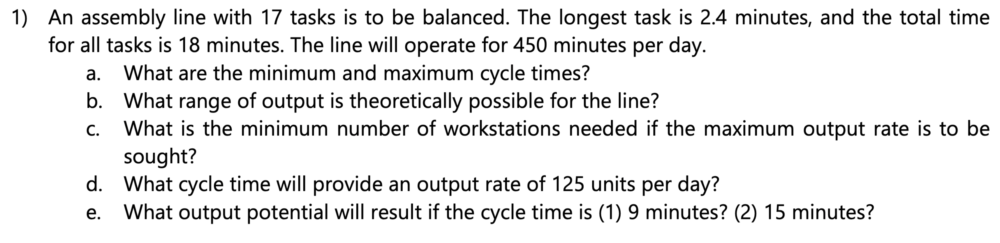 1) An assembly line with 17 tasks is to be balanced. The longest task is 2.4 minutes, and the total time
for all tasks is 18 minutes. The line will operate for 450 minutes per day.
a. What are the minimum and maximum cycle times?
b. What range of output is theoretically possible for the line?
c. What is the minimum number of workstations needed if the maximum output rate is to be
sought?
d. What cycle time will provide an output rate of 125 units per day?
e. What output potential will result if the cycle time is (1) 9 minutes? (2) 15 minutes?